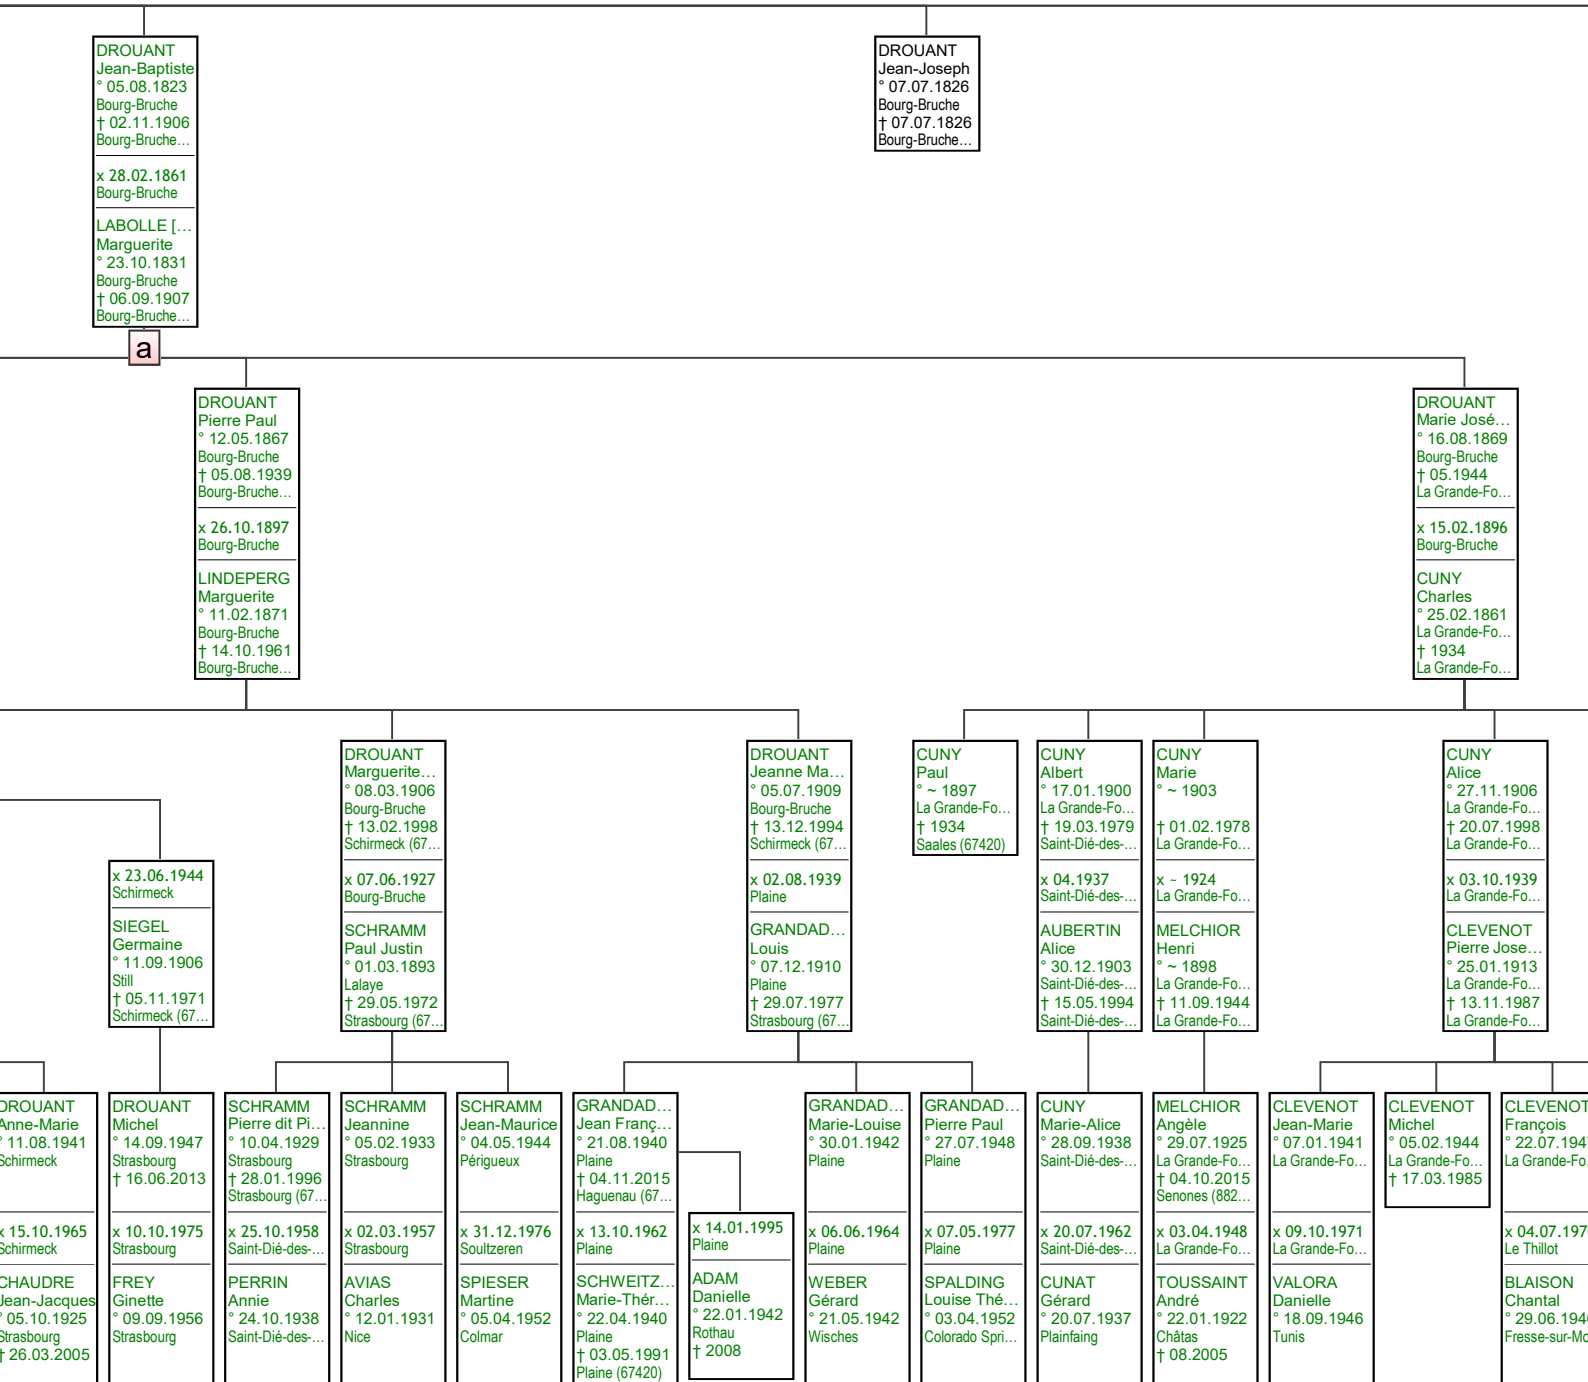 DROUANT
Jean-Baptiste
° 05.08.1823
Bourg-Bruche
† 02.11.1906
Bourg-Bruche...
x 28.02.1861
Bourg-Bruche
LABOLLE [...
Marguerite
° 23.10.1831
Bourg-Bruche
† 06.09.1907
Bourg-Bruche...
a
DROUANT
Jean-Joseph
° 07.07.1826
Bourg-Bruche
† 07.07.1826
Bourg-Bruche...
DROUANT
Pierre Paul
° 12.05.1867
Bourg-Bruche
† 05.08.1939
Bourg-Bruche...
x 26.10.1897
Bourg-Bruche
LINDEPERG
Marguerite
° 11.02.1871
Bourg-Bruche
† 14.10.1961
Bourg-Bruche...
DROUANT
Marie José...
° 16.08.1869
Bourg-Bruche
† 05.1944
La Grande-Fo...
x 15.02.1896
Bourg-Bruche
CUNY
Charles
° 25.02.1861
La Grande-Fo...
† 1934
La Grande-Fo...
x 23.06.1944
Schirmeck
SIEGEL
Germaine
° 11.09.1906
Still
† 05.11.1971
Schirmeck (67...
DROUANT
Marguerite...
° 08.03.1906
Bourg-Bruche
† 13.02.1998
Schirmeck (67...
x 07.06.1927
Bourg-Bruche
SCHRAMM
Paul Justin
° 01.03.1893
Lalaye
† 29.05.1972
Strasbourg (67...
DROUANT
Jeanne Ma...
° 05.07.1909
Bourg-Bruche
† 13.12.1994
Schirmeck (67...
x 02.08.1939
Plaine
GRANDAD...
Louis
° 07.12.1910
Plaine
† 29.07.1977
Strasbourg (67...
CUNY
Paul
° ~ 1897
La Grande-Fo...
† 1934
Saales (67420)
CUNY
Albert
° 17.01.1900
La Grande-Fo...
† 19.03.1979
Saint-Dié-des-...
x 04.1937
Saint-Dié-des-...
AUBERTIN
Alice
° 30.12.1903
Saint-Dié-des-...
† 15.05.1994
Saint-Dié-des-...
CUNY
Marie
° ~ 1903
† 01.02.1978
La Grande-Fo...
x ~ 1924
La Grande-Fo...
MELCHIOR
Henri
° ~ 1898
La Grande-Fo...
† 11.09.1944
La Grande-Fo...
CUNY
Alice
° 27.11.1906
La Grande-Fo...
† 20.07.1998
La Grande-Fo...
x 03.10.1939
La Grande-Fo...
CLEVENOT
Pierre Jose...
° 25.01.1913
La Grande-Fo...
† 13.11.1987
La Grande-Fo...
DROUANT
Anne-Marie
° 11.08.1941
Schirmeck
x 15.10.1965
Schirmeck
CHAUDRE
Jean-Jacques
° 05.10.1925
Strasbourg
† 26.03.2005
DROUANT
Michel
° 14.09.1947
Strasbourg
† 16.06.2013
x 10.10.1975
Strasbourg
FREY
Ginette
° 09.09.1956
Strasbourg
SCHRAMM
Pierre dit Pi...
° 10.04.1929
Strasbourg
† 28.01.1996
Strasbourg (67...
x 25.10.1958
Saint-Dié-des-...
PERRIN
Annie
° 24.10.1938
Saint-Dié-des-...
SCHRAMM
Jeannine
° 05.02.1933
Strasbourg
x 02.03.1957
Strasbourg
AVIAS
Charles
° 12.01.1931
Nice
SCHRAMM
Jean-Maurice
° 04.05.1944
Périgueux
x 31.12.1976
Soultzeren
SPIESER
Martine
° 05.04.1952
Colmar
GRANDAD...
Jean Franç...
° 21.08.1940
Plaine
† 04.11.2015
Haguenau (67...
x 13.10.1962
Plaine
SCHWEITZ...
Marie-Thér...
° 22.04.1940
Plaine
† 03.05.1991
Plaine (67420)
x 14.01.1995
Plaine
ADAM
Danielle
° 22.01.1942
Rothau
† 2008
GRANDAD...
Marie-Louise
° 30.01.1942
Plaine
x 06.06.1964
Plaine
WEBER
Gérard
° 21.05.1942
Wisches
GRANDAD...
Pierre Paul
° 27.07.1948
Plaine
x 07.05.1977
Plaine
SPALDING
Louise Thé...
° 03.04.1952
Colorado Spri...
CUNY
Marie-Alice
° 28.09.1938
Saint-Dié-des-...
x 20.07.1962
Saint-Dié-des-...
CUNAT
Gérard
° 20.07.1937
Plainfaing
MELCHIOR
Angèle
° 29.07.1925
La Grande-Fo...
† 04.10.2015
Senones (882...
x 03.04.1948
La Grande-Fo...
TOUSSAINT
André
° 22.01.1922
Châtas
† 08.2005
CLEVENOT
Jean-Marie
° 07.01.1941
La Grande-Fo...
x 09.10.1971
La Grande-Fo...
VALORA
Danielle
° 18.09.1946
Tunis
CLEVENOT
Michel
° 05.02.1944
La Grande-Fo...
† 17.03.1985
CLEVENOT
François
° 22.07.194
La Grande-Fo
x 04.07.197
Le Thillot
BLAISON
Chantal
° 29.06.194
Fresse-sur-Mo